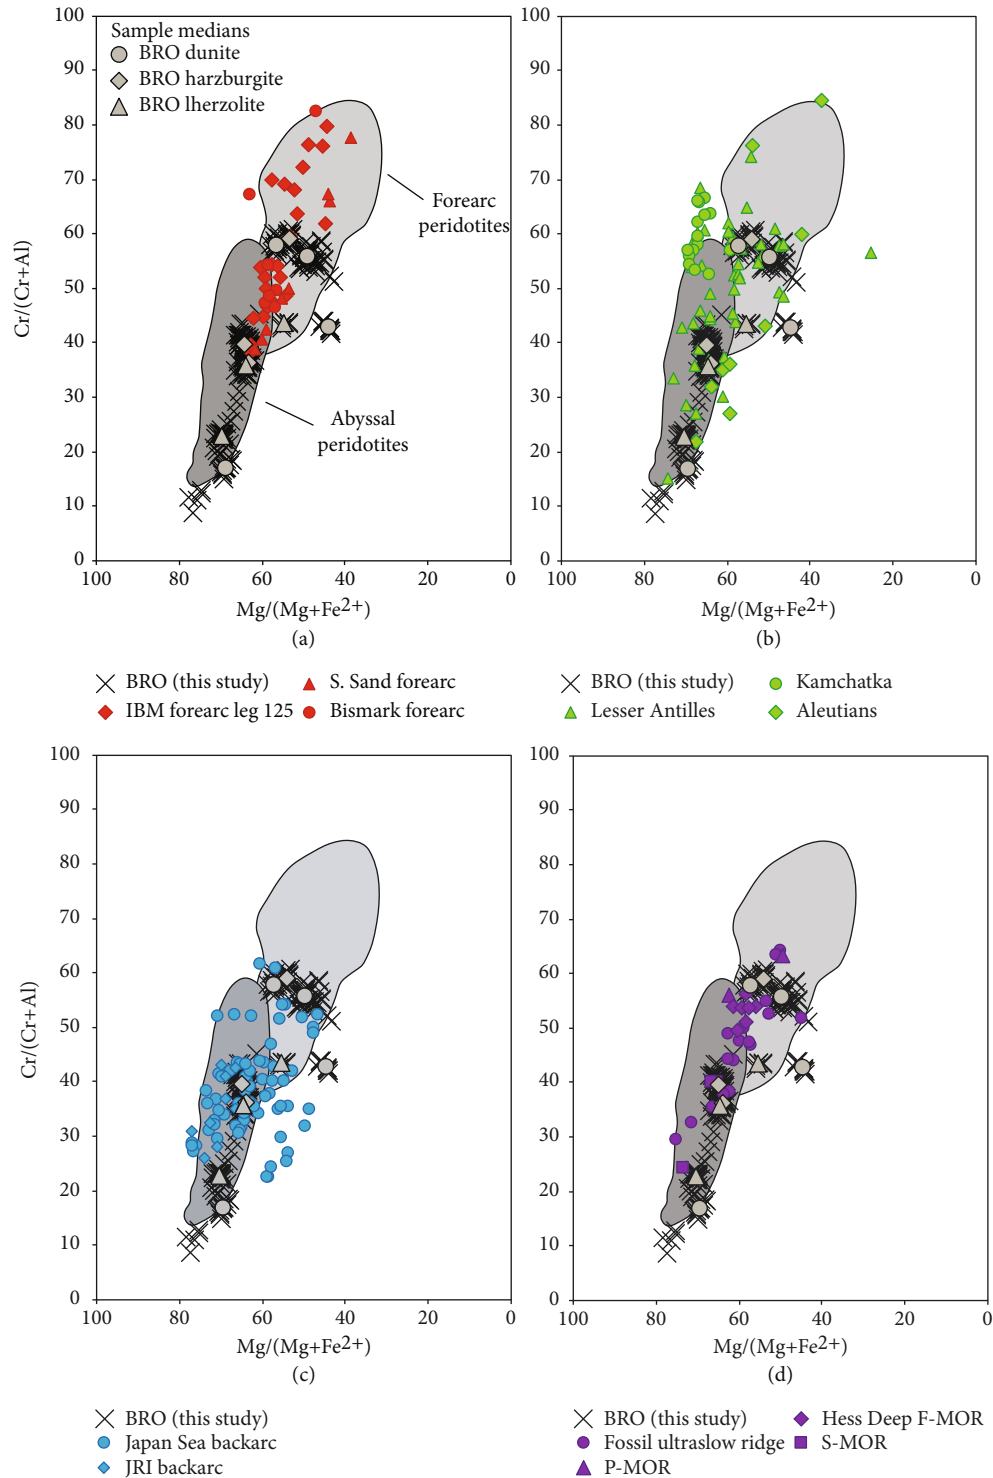 100
90
80
70
60
50
40
30
20
10
0
Cr/(Cr+Al)
Sample medians
BRO dunite
BRO harzburgite
BRO lherzolite
Forearc
peridotites
Abyssal
peridotites
100 80 60 40 20 0
Mg/(Mg+Fe2+)
(a)
BRO (this study)
S. Sand forearc
IBM forearc leg 125
Bismark forearc
100
90
80
70
60
50
40
30
20
10
0
100 80 60 40 20 0
Mg/(Mg+Fe2+)
(b)
BRO (this study)
Kamchatka
Lesser Antilles
Aleutians
100
90
80
70
60
50
40
30
20
10
0
Cr/(Cr+Al)
100 80 60 40 20 0
Mg/(Mg+Fe2+)
(c)
BRO (this study)
Japan Sea backarc
JRI backarc
100
90
80
70
60
50
40
30
20
10
0
100 80 60 40 20 0
Mg/(Mg+Fe2+)
(d)
BRO (this study)
Hess Deep F-MOR
Fossil ultraslow ridge
S-MOR
P-MOR